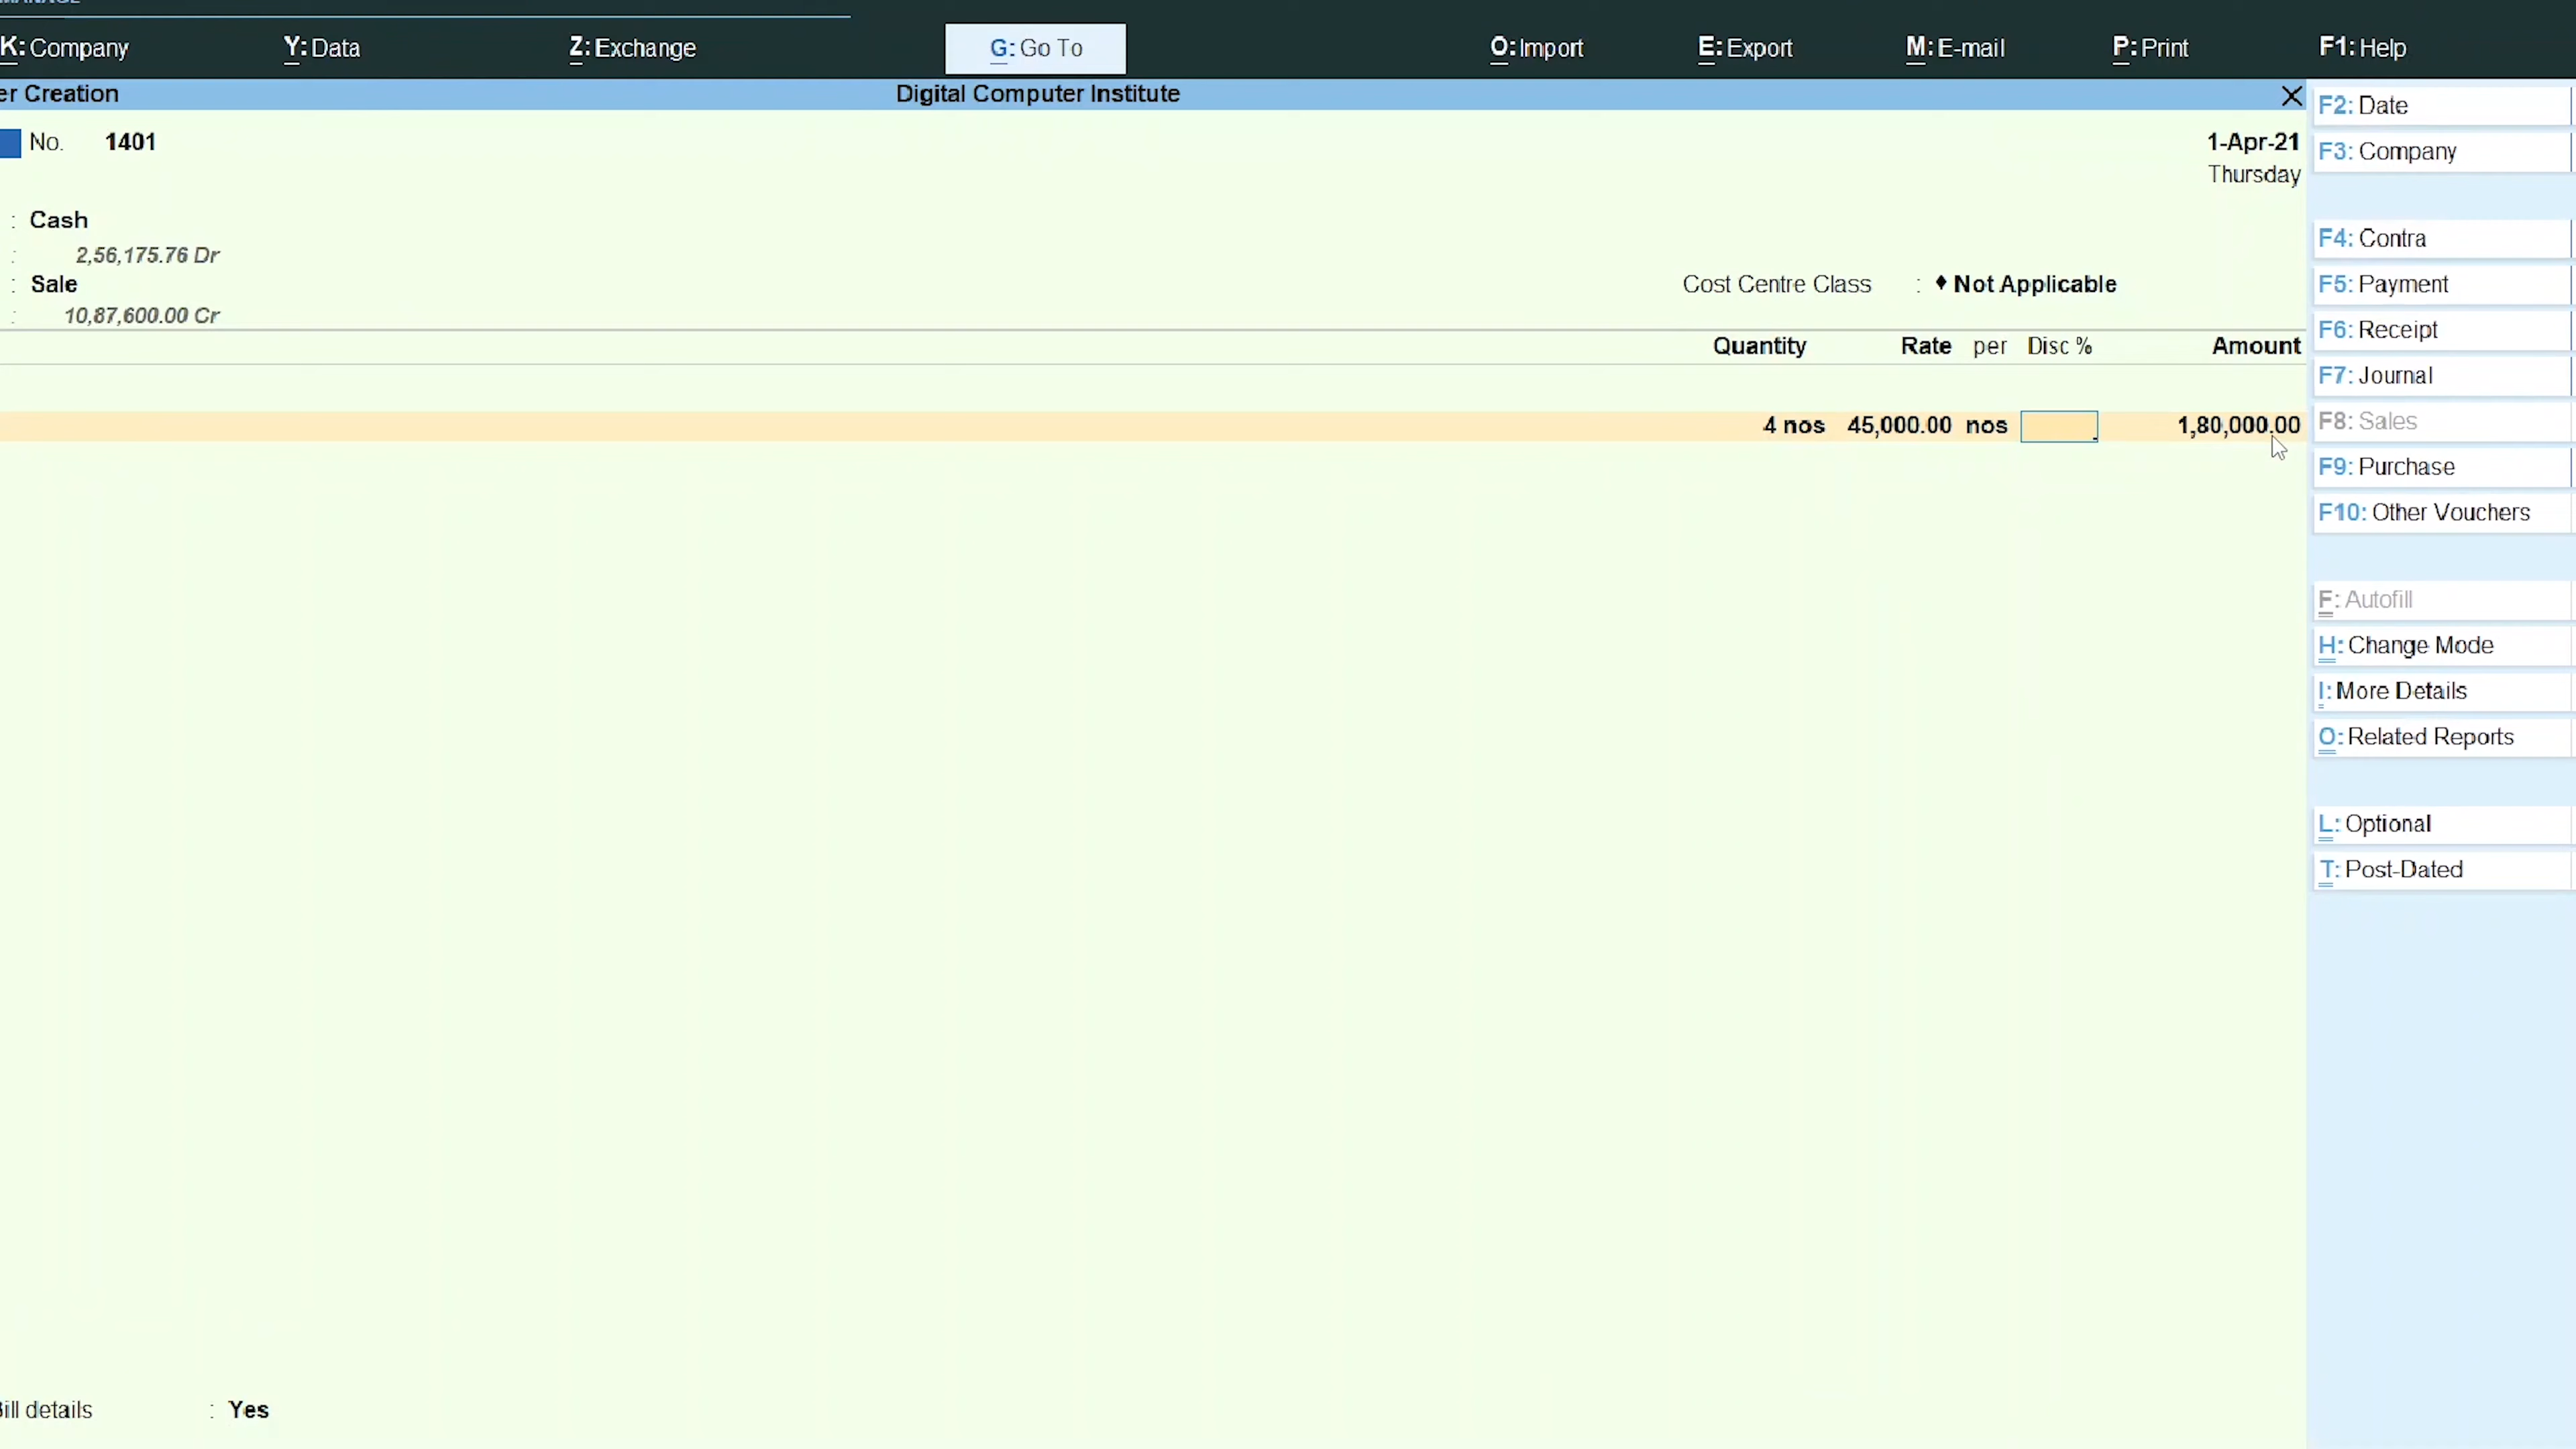 K: Company Y: Data Z: Exchange G: Go To O: Import E: Export M: E-mail P: Print F1: Help
er Creation Digital Computer Institute
No. 1401 1-Apr-21
Thursday
: Cash
: 2,56,175.76 Dr
: Sale Cost Centre Class : ♦ Not Applicable
: 10,87,600.00 Cr
Quantity Rate per Disc % Amount
4 nos 45,000.00 nos 1,80,000.00
ill details : Yes
F2: Date
F3: Company
F4: Contra
F5: Payment
F6: Receipt
F7: Journal
F8: Sales
F9: Purchase
F10: Other Vouchers
F: Autofill
H: Change Mode
I: More Details
O: Related Reports
L: Optional
T: Post-Dated